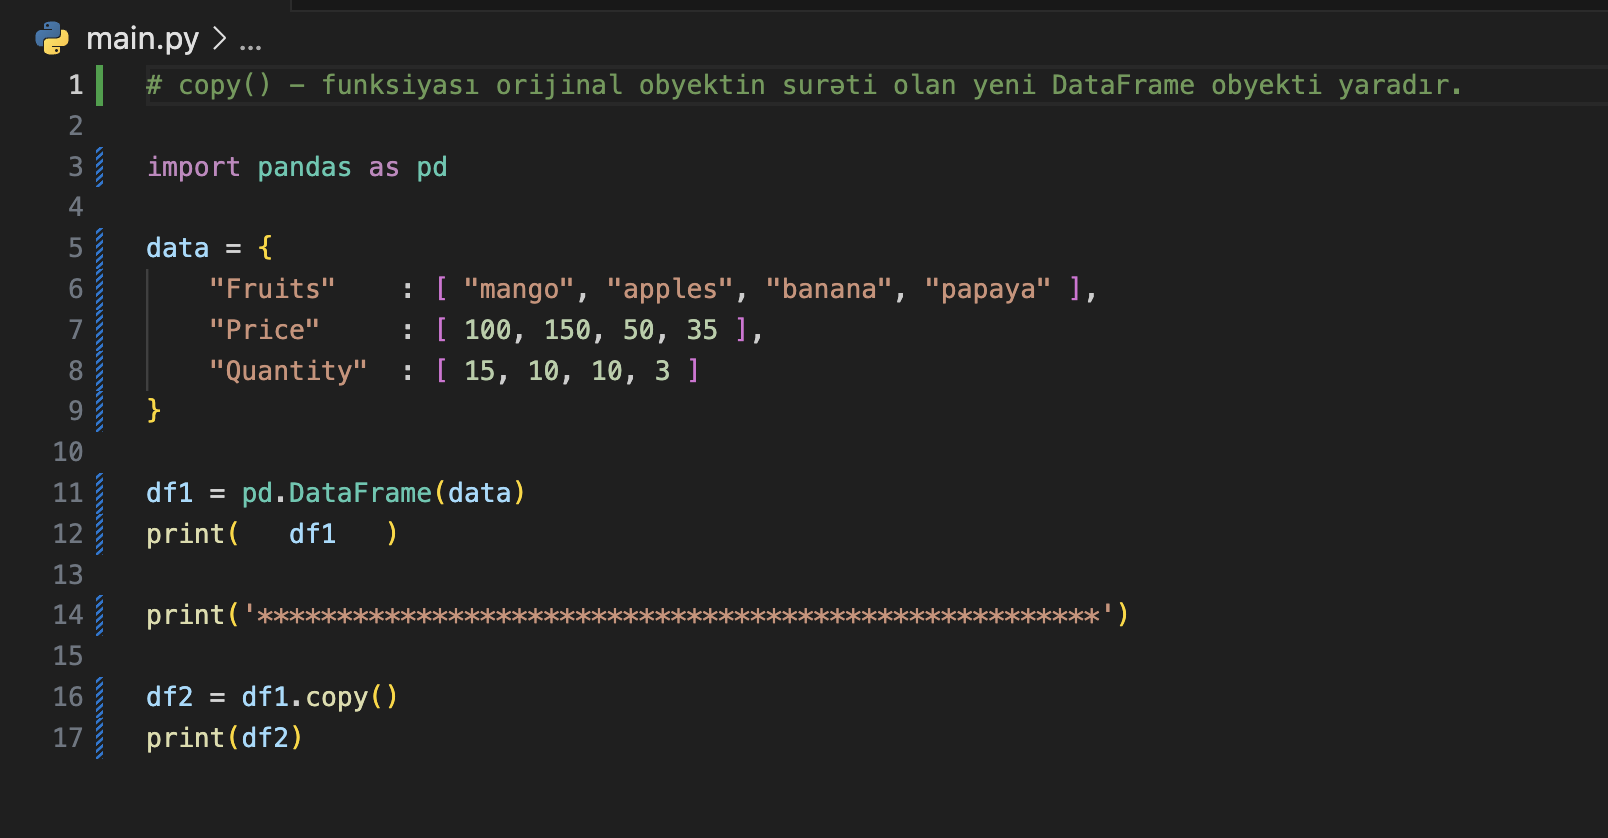 main.py > ...
1 # copy() – funksiyası orijinal obyektin surəti olan yeni DataFrame obyekti yaradır.
2
3 import pandas as pd
4
5 data = {
6     "Fruits"    : [ "mango", "apples", "banana", "papaya" ],
7     "Price"     : [ 100, 150, 50, 35 ],
8     "Quantity"  : [ 15, 10, 10, 3 ]
9 }
10
11 df1 = pd.DataFrame(data)
12 print(   df1   )
13
14 print('*****************************************************')
15
16 df2 = df1.copy()
17 print(df2)